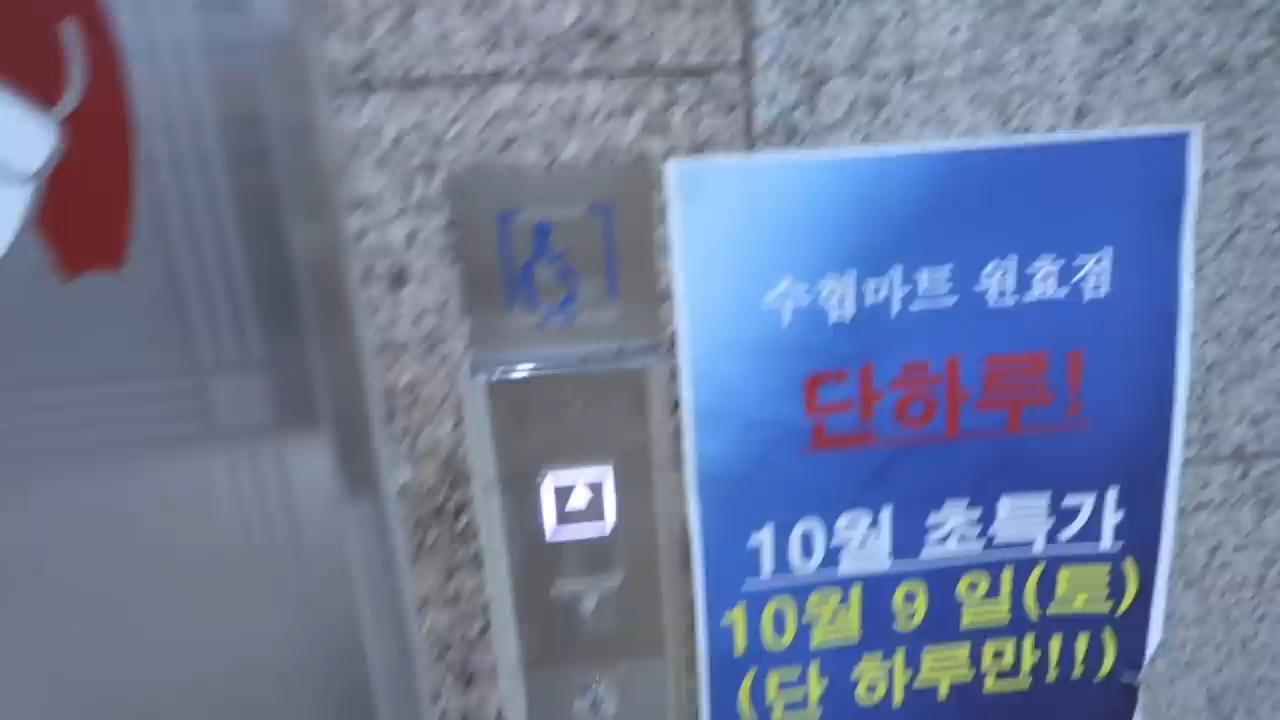 수협마트 원효점
단하루!
10월 초특가
10월 9 일(토)
(단 하루만!!)